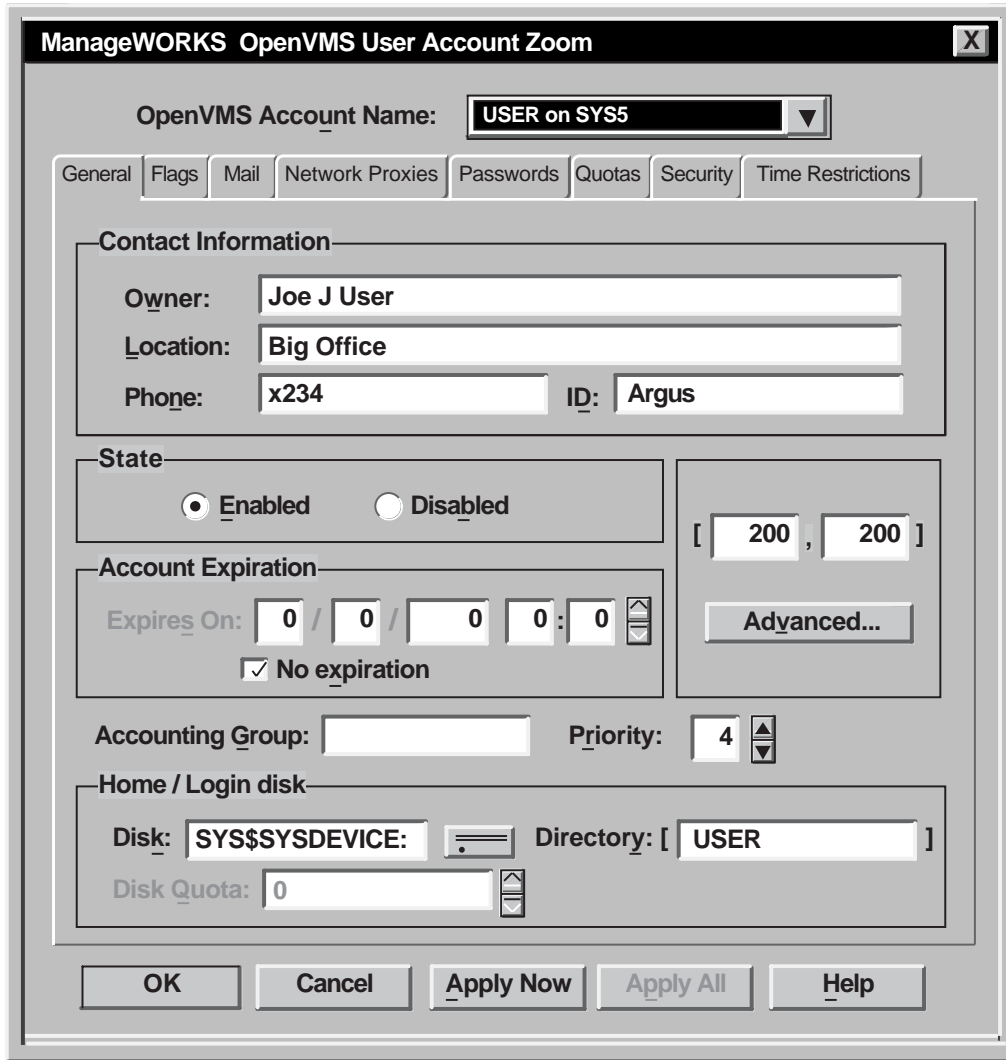 ManageWORKS OpenVMS User Account Zoom X
OpenVMS Account Name: USER on SYS5
General Flags Mail Network Proxies Passwords Quotas Security Time Restrictions
Contact Information
Owner: Joe J User
Location: Big Office
Phone: x234 ID: Argus
State
Enabled Disabled
[ 200 , 200 ]
Account Expiration
Expires On: 0 / 0 / 0 0 : 0
Advanced...
No expiration
Accounting Group: Priority: 4
Home / Login disk
Disk: SYS$SYSDEVICE: Directory: [ USER ]
Disk Quota: 0
OK Cancel Apply Now Apply All Help